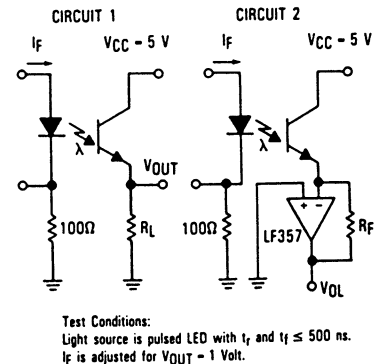 CIRCUIT 1 CIRCUIT 2
IF VCC = 5 V IF VCC = 5 V
λ λ
VOUT
+ −
100Ω RL 100Ω LF357 RF
VOL
Test Conditions:
Light source is pulsed LED with tr and tf ≤ 500 ns.
IF is adjusted for VOUT = 1 Volt.